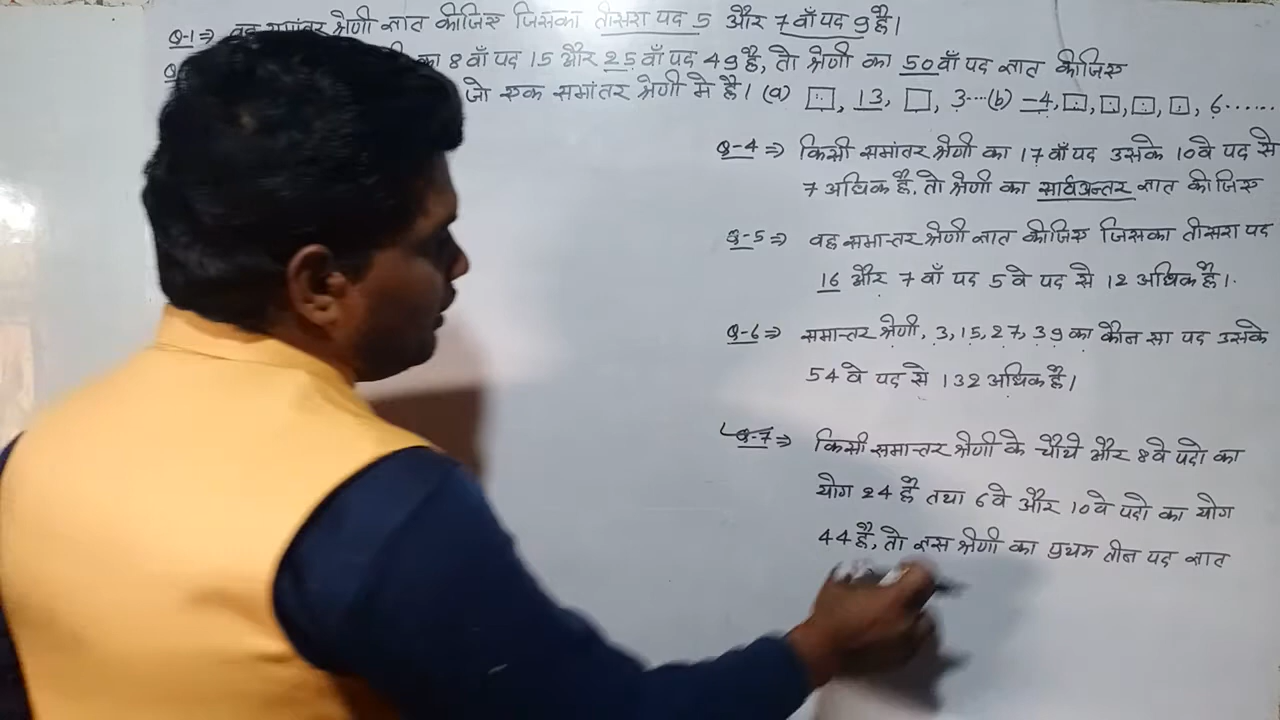 Q-1⇒ वह समांतर श्रेणी ज्ञात कीजिए जिसका तीसरा पद 5 और 7 वाँ पद 9 है।
का 8 वाँ पद 15 और 25 वाँ पद 49 है, तो श्रेणी का 50 वाँ पद ज्ञात कीजिए
जो एक समांतर श्रेणी मे है। (a) □, 13, □, 3....(b) -4, □, □, □, □, 6......
Q-4⇒ किसी समांतर श्रेणी का 17 वाँ पद उसके 10 वे पद से
7 अधिक है, तो श्रेणी का सार्वअन्तर ज्ञात कीजिए
Q-5⇒ वह समान्तर श्रेणी ज्ञात कीजिए जिसका तीसरा पद
16 और 7 वाँ पद 5 वे पद से 12 अधिक है।
Q-6⇒ समान्तर श्रेणी, 3, 15, 27, 39 का कौन सा पद उसके
54 वे पद से 132 अधिक है।
Q-7⇒ किसी समान्तर श्रेणी के चौथे और 8 वे पदो का
योग 24 है तथा 6 वे और 10 वे पदो का योग
44 है, तो इस श्रेणी का प्रथम तीन पद ज्ञात